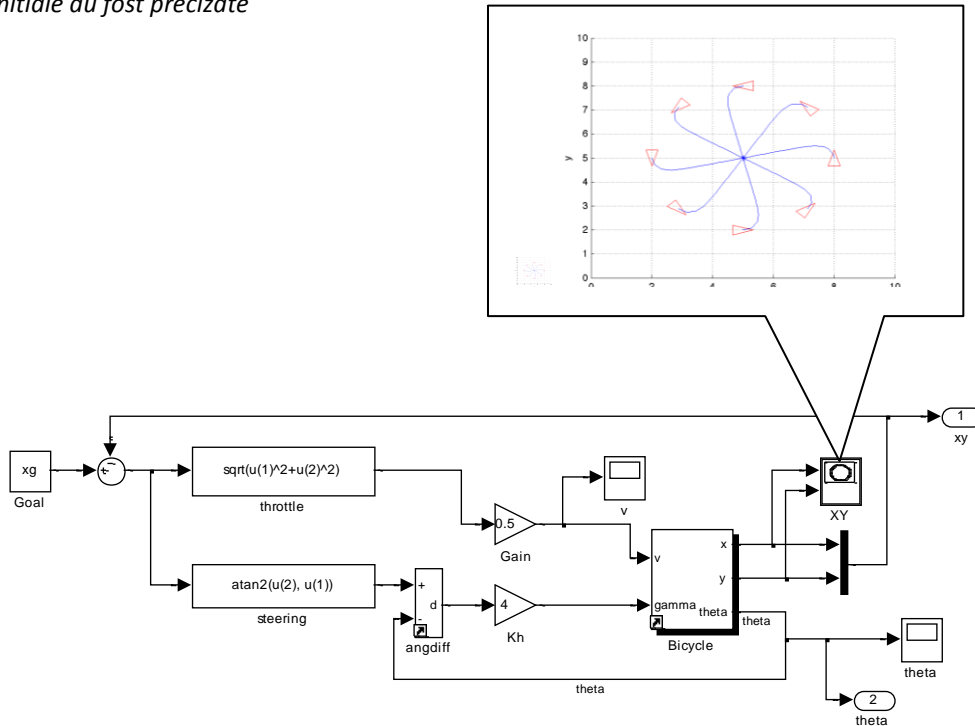 nitiale au fost precizate
10
9
8
7
6
5
4
3
2
1
0
y
0 2 4 6 8 10
1
xy
xg
Goal
sqrt(u(1)^2+u(2)^2)
throttle
0.5
Gain
v
XY
atan2(u(2), u(1))
steering
+
d
-
angdiff
4
Kh
v
gamma
x
y
theta
Bicycle
theta
theta
theta
2
theta